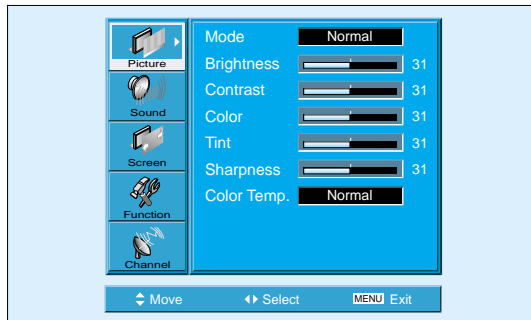 Picture
Sound
Screen
Function
Channel
Mode Normal
Brightness 31
Contrast 31
Color 31
Tint 31
Sharpness 31
Color Temp. Normal
Move Select MENU Exit